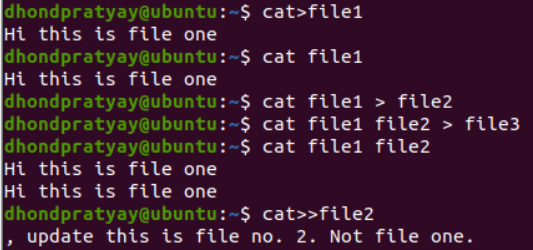 dhondpratyay@ubuntu:~$ cat>file1
Hi this is file one
dhondpratyay@ubuntu:~$ cat file1
Hi this is file one
dhondpratyay@ubuntu:~$ cat file1 > file2
dhondpratyay@ubuntu:~$ cat file1 file2 > file3
dhondpratyay@ubuntu:~$ cat file1 file2
Hi this is file one
Hi this is file one
dhondpratyay@ubuntu:~$ cat>>file2
, update this is file no. 2. Not file one.